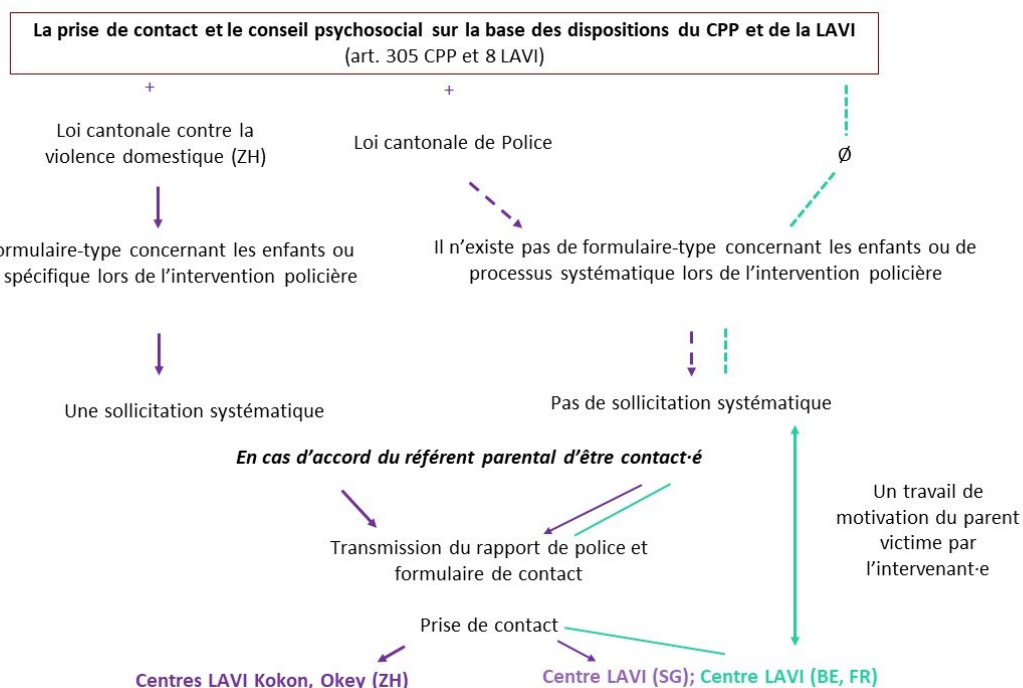 La prise de contact et le conseil psychosocial sur la base des dispositions du CPP et de la LAVI
(art. 305 CPP et 8 LAVI)
+
+
Loi cantonale contre la
violence domestique (ZH)
Loi cantonale de Police
Ø
concernant les enfants ou
spécifique lors de l'intervention policière
Il n'existe pas de formulaire-type concernant les enfants ou de
processus systématique lors de l'intervention policière
Une sollicitation systématique
Pas de sollicitation systématique
En cas d'accord du référent parental d'être contact·é
Un travail de
motivation du parent
victime par
l'intervenant·e
Transmission du rapport de police et
formulaire de contact
Prise de contact
Centres LAVI Kokon, Okey (ZH)
Centre LAVI (SG); Centre LAVI (BE, FR)